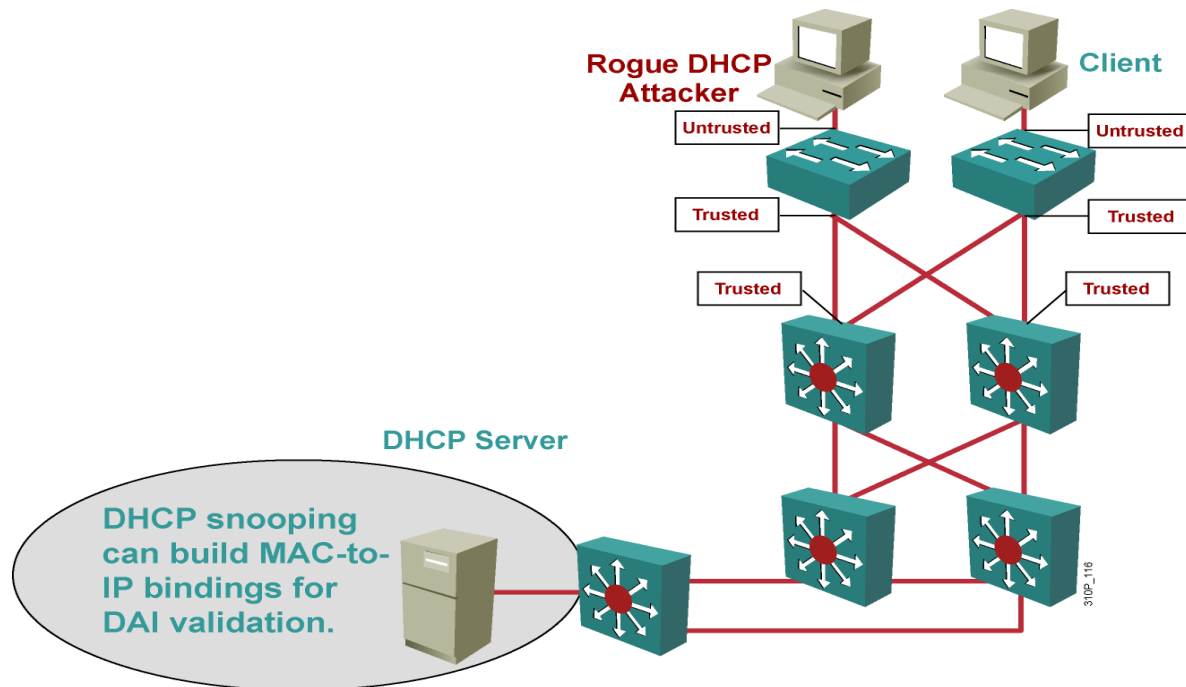 Rogue DHCP
Attacker
Client
Untrusted
Untrusted
Trusted
Trusted
Trusted
Trusted
DHCP Server
DHCP snooping
can build MAC-to-
IP bindings for
DAI validation.
310P_116